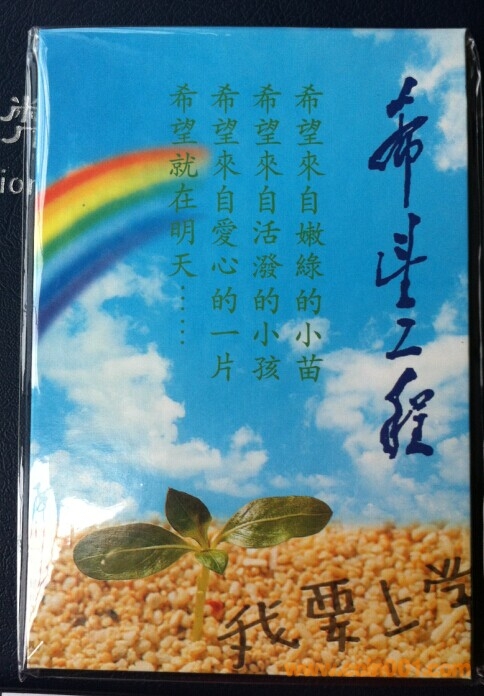 希望工程
希望來自嫩綠的小苗
希望來自活潑的小孩
希望來自愛心的一片
希望就在明天……
我要上学
ion